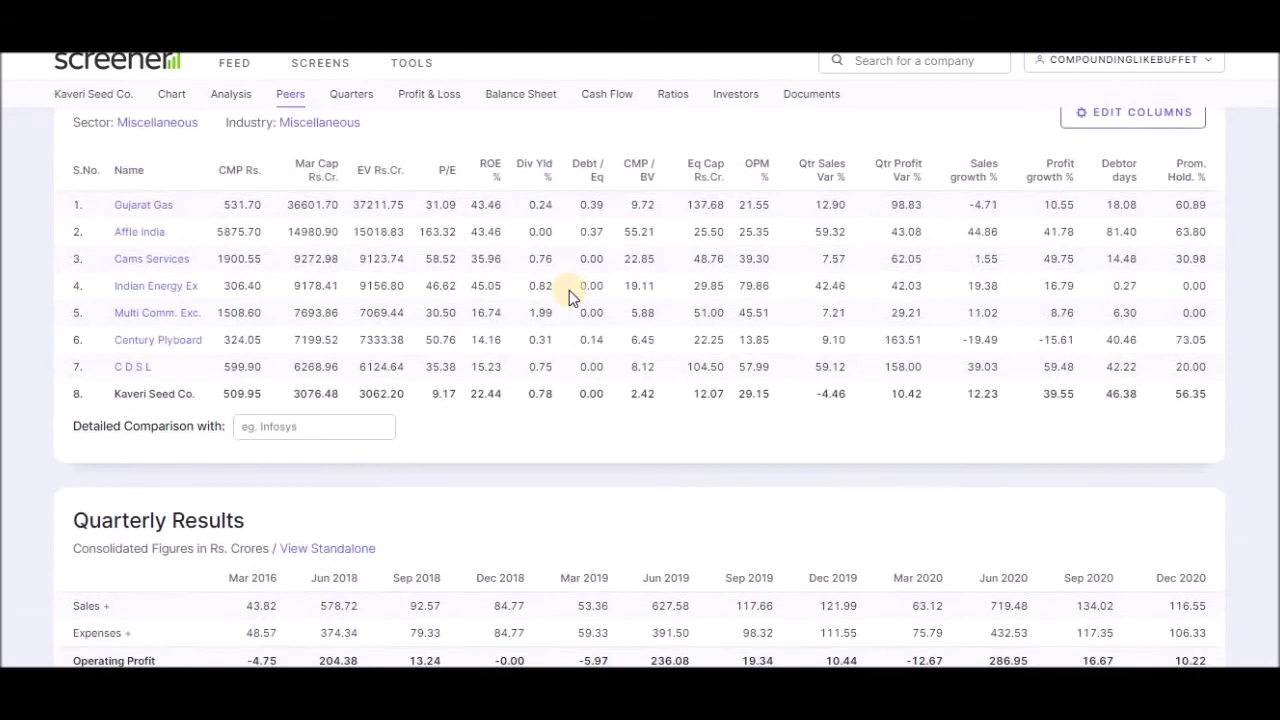 screener FEED SCREENS TOOLS Search for a company COMPOUNDINGLIKEBUFFET
Kaveri Seed Co. Chart Analysis Peers Quarters Profit & Loss Balance Sheet Cash Flow Ratios Investors Documents
Sector: Miscellaneous Industry: Miscellaneous EDIT COLUMNS
S.No. Name CMP Rs. Mar Cap Rs.Cr. EV Rs.Cr. P/E ROE % Div Yld % Debt / Eq CMP / BV Eq Cap Rs.Cr. OPM % Qtr Sales Var % Qtr Profit Var % Sales growth % Profit growth % Debtor days Prom. Hold. %
1. Gujarat Gas 531.70 36601.70 37211.75 31.09 43.46 0.24 0.39 9.72 137.68 21.55 12.90 98.83 -4.71 10.55 18.08 60.89
2. Affle India 5875.70 14980.90 15018.83 163.32 43.46 0.00 0.37 55.21 25.50 25.35 59.32 43.08 44.86 41.78 81.40 63.80
3. Cams Services 1900.55 9272.98 9123.74 58.52 35.96 0.76 0.00 22.85 48.76 39.30 7.57 62.05 1.55 49.75 14.48 30.98
4. Indian Energy Ex 306.40 9178.41 9156.80 46.62 45.05 0.82 0.00 19.11 29.85 79.86 42.46 42.03 19.38 16.79 0.27 0.00
5. Multi Comm. Exc. 1508.60 7693.86 7069.44 30.50 16.74 1.99 0.00 5.88 51.00 45.51 7.21 29.21 11.02 8.76 6.30 0.00
6. Century Plyboard 324.05 7199.52 7333.38 50.76 14.16 0.31 0.14 6.45 22.25 13.85 9.10 163.51 -19.49 -15.61 40.46 73.05
7. C D S L 599.90 6268.96 6124.64 35.38 15.23 0.75 0.00 8.12 104.50 57.99 59.12 158.00 39.03 59.48 42.22 20.00
8. Kaveri Seed Co. 509.95 3076.48 3062.20 9.17 22.44 0.78 0.00 2.42 12.07 29.15 -4.46 10.42 12.23 39.55 46.38 56.35
Detailed Comparison with: eg. Infosys
Quarterly Results
Consolidated Figures in Rs. Crores / View Standalone
Mar 2016 Jun 2018 Sep 2018 Dec 2018 Mar 2019 Jun 2019 Sep 2019 Dec 2019 Mar 2020 Jun 2020 Sep 2020 Dec 2020
Sales + 43.82 578.72 92.57 84.77 53.36 627.58 117.66 121.99 63.12 719.48 134.02 116.55
Expenses + 48.57 374.34 79.33 84.77 59.33 391.50 98.32 111.55 75.79 432.53 117.35 106.33
Operating Profit -4.75 204.38 13.24 -0.00 -5.97 236.08 19.34 10.44 -12.67 286.95 16.67 10.22